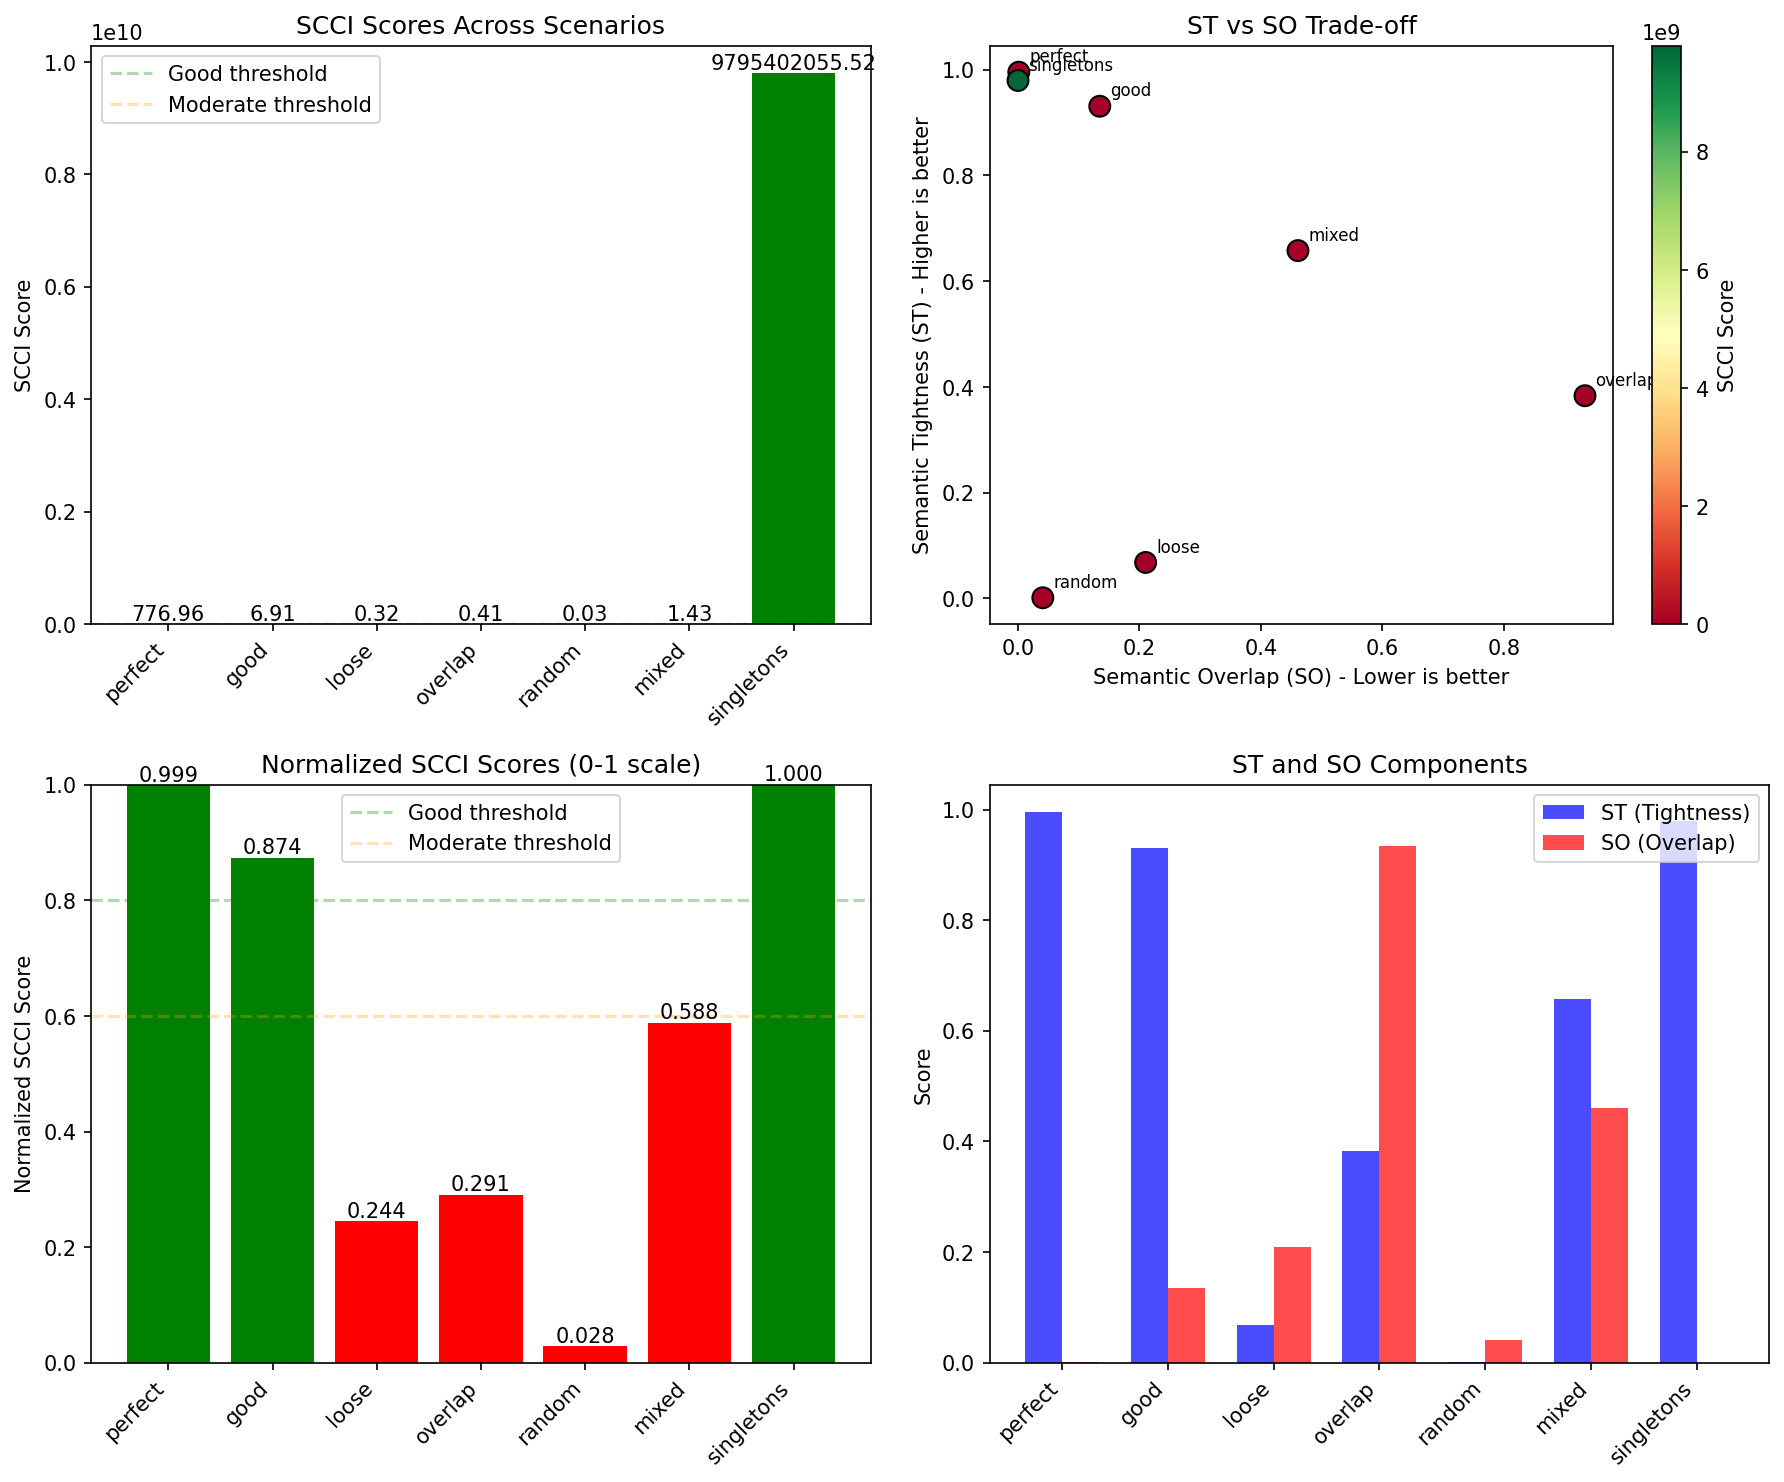 SCCI Scores Across Scenarios
1e10
Good threshold
Moderate threshold
9795402055.52
1.0
0.8
0.6
0.4
0.2
0.0
SCCI Score
776.96
6.91
0.32
0.41
0.03
1.43
perfect
good
loose
overlap
random
mixed
singletons
ST vs SO Trade-off
1.0
0.8
0.6
0.4
0.2
0.0
Semantic Tightness (ST) - Higher is better
perfect
singletons
good
mixed
overlap
loose
random
0.0
0.2
0.4
0.6
0.8
Semantic Overlap (SO) - Lower is better
1e9
8
6
4
2
0
SCCI Score
Normalized SCCI Scores (0-1 scale)
Good threshold
Moderate threshold
1.0
0.8
0.6
0.4
0.2
0.0
Normalized SCCI Score
0.999
0.874
0.244
0.291
0.028
0.588
1.000
perfect
good
loose
overlap
random
mixed
singletons
ST and SO Components
ST (Tightness)
SO (Overlap)
1.0
0.8
0.6
0.4
0.2
0.0
Score
perfect
good
loose
overlap
random
mixed
singletons